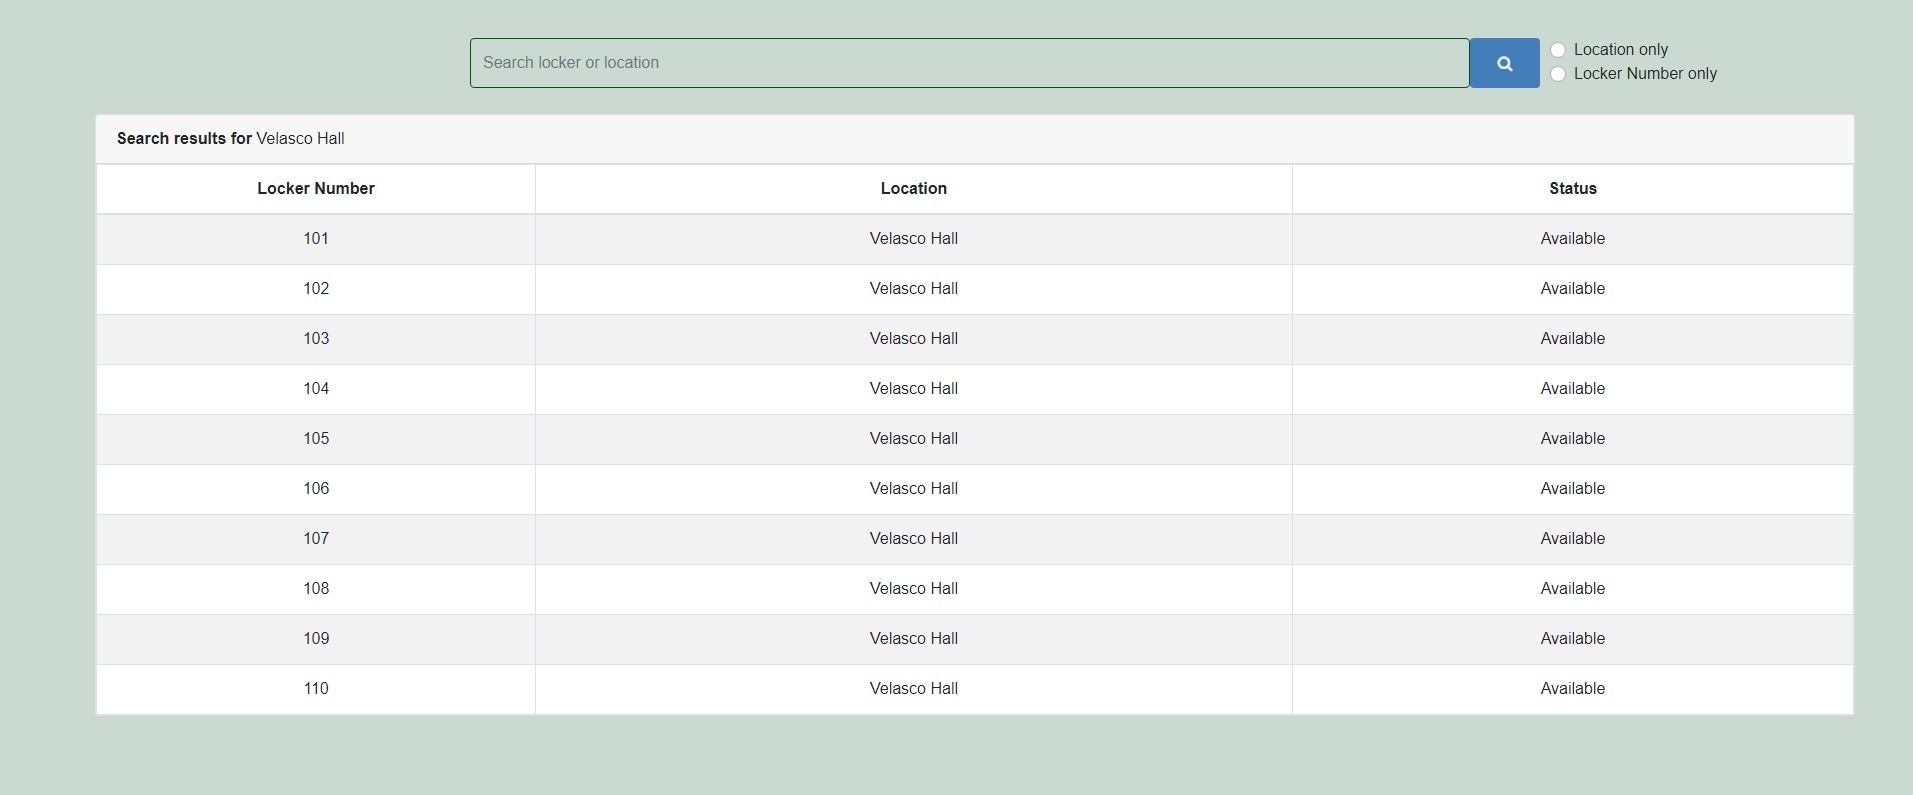 Search locker or location
Location only
Locker Number only
Search results for Velasco Hall
Locker Number Location Status
101 Velasco Hall Available
102 Velasco Hall Available
103 Velasco Hall Available
104 Velasco Hall Available
105 Velasco Hall Available
106 Velasco Hall Available
107 Velasco Hall Available
108 Velasco Hall Available
109 Velasco Hall Available
110 Velasco Hall Available